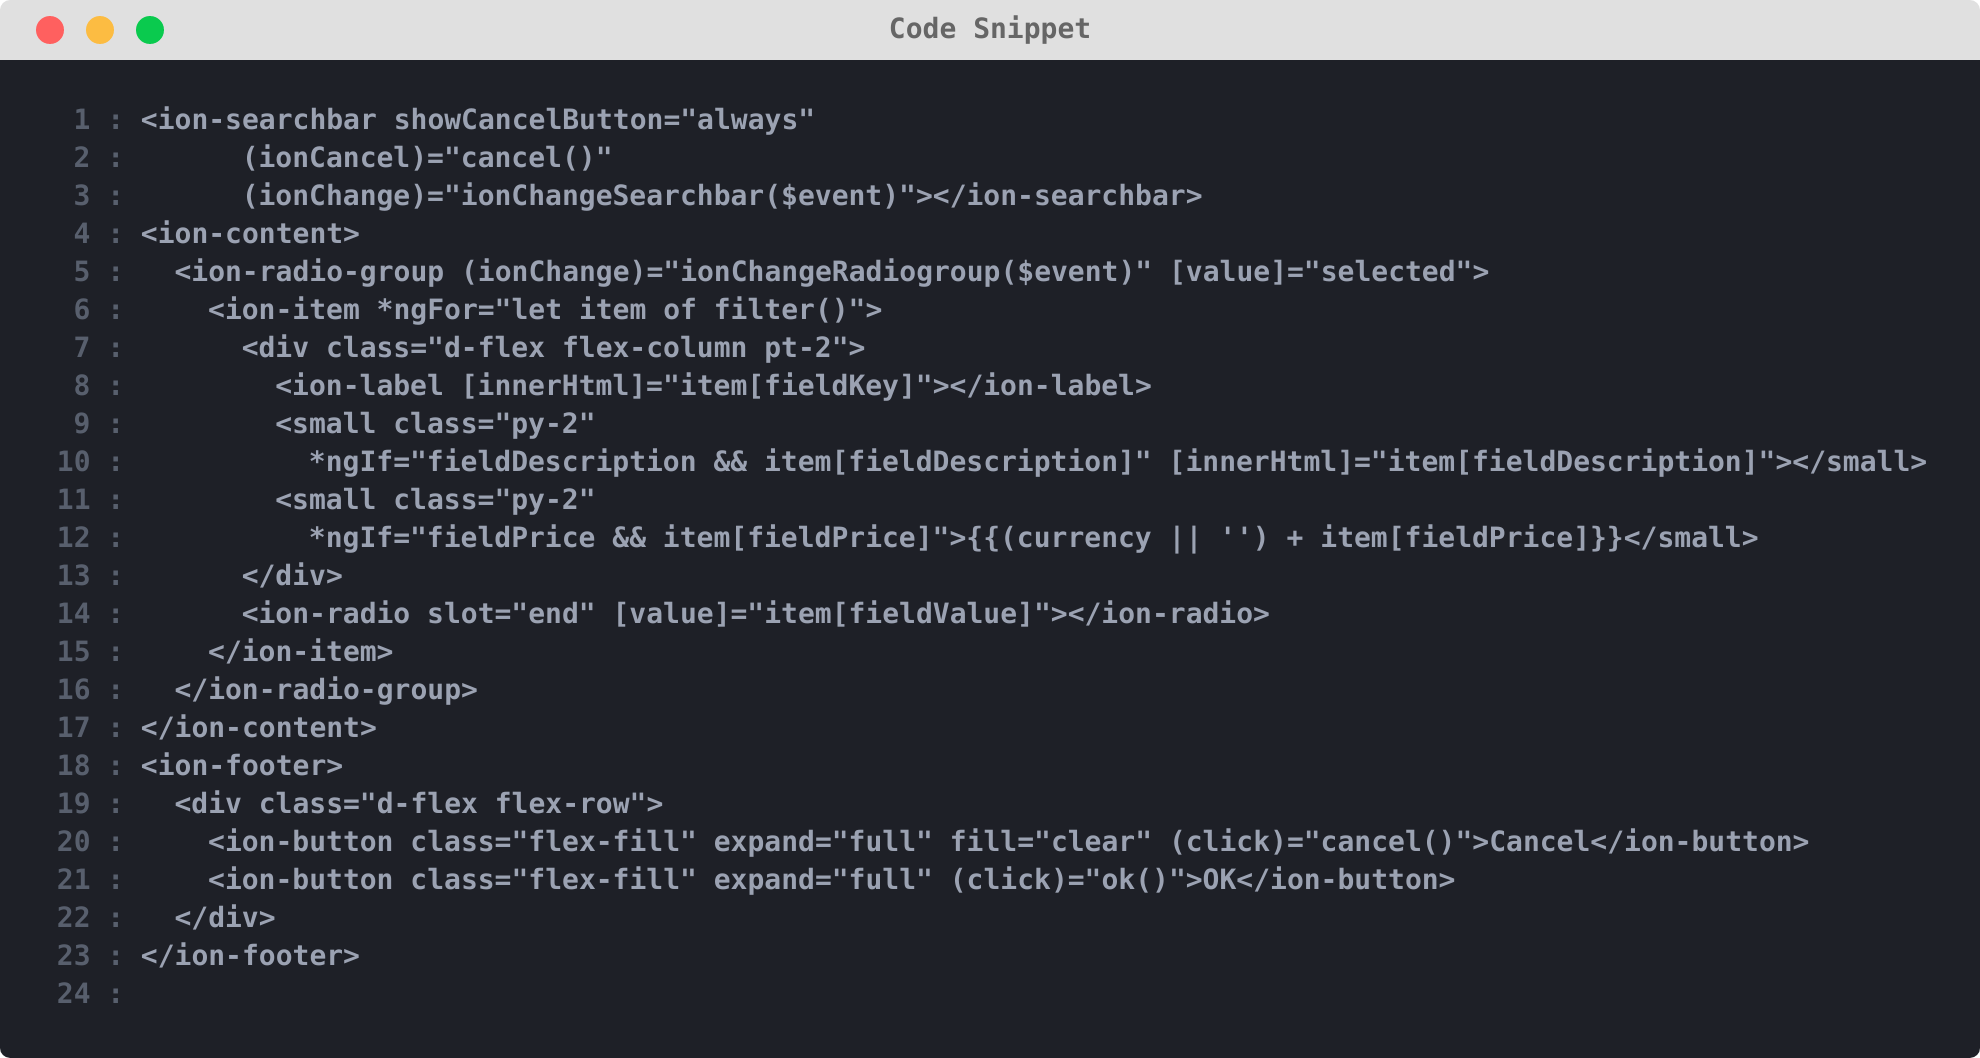 Code Snippet
1 : <ion-searchbar showCancelButton="always"
2 :       (ionCancel)="cancel()"
3 :       (ionChange)="ionChangeSearchbar($event)"></ion-searchbar>
4 : <ion-content>
5 :   <ion-radio-group (ionChange)="ionChangeRadiogroup($event)" [value]="selected">
6 :     <ion-item *ngFor="let item of filter()">
7 :       <div class="d-flex flex-column pt-2">
8 :         <ion-label [innerHtml]="item[fieldKey]"></ion-label>
9 :         <small class="py-2"
10 :           *ngIf="fieldDescription && item[fieldDescription]" [innerHtml]="item[fieldDescription]"></small>
11 :         <small class="py-2"
12 :           *ngIf="fieldPrice && item[fieldPrice]">{{(currency || '') + item[fieldPrice]}}</small>
13 :       </div>
14 :       <ion-radio slot="end" [value]="item[fieldValue]"></ion-radio>
15 :     </ion-item>
16 :   </ion-radio-group>
17 : </ion-content>
18 : <ion-footer>
19 :   <div class="d-flex flex-row">
20 :     <ion-button class="flex-fill" expand="full" fill="clear" (click)="cancel()">Cancel</ion-button>
21 :     <ion-button class="flex-fill" expand="full" (click)="ok()">OK</ion-button>
22 :   </div>
23 : </ion-footer>
24 :